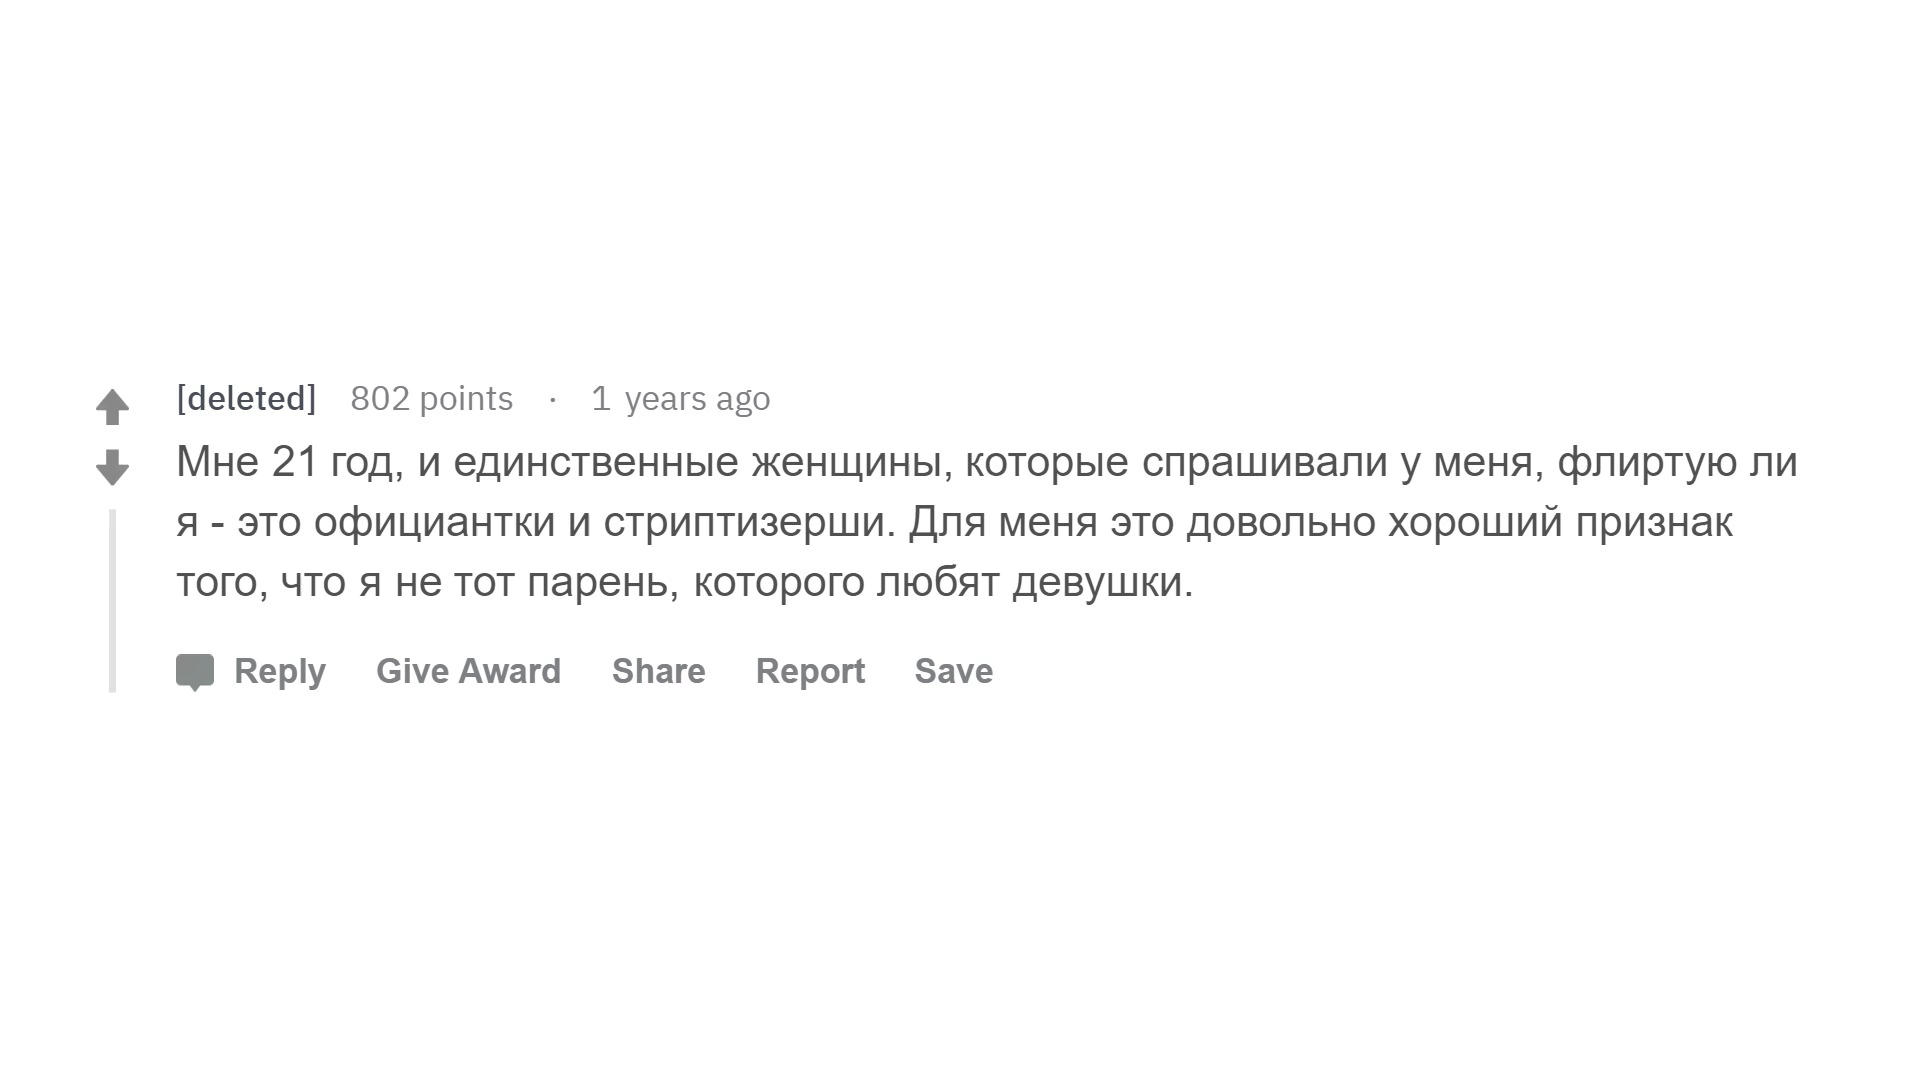 [deleted] 802 points · 1 years ago
Мне 21 год, и единственные женщины, которые спрашивали у меня, флиртую ли
я - это официантки и стриптизерши. Для меня это довольно хороший признак
того, что я не тот парень, которого любят девушки.
Reply Give Award Share Report Save